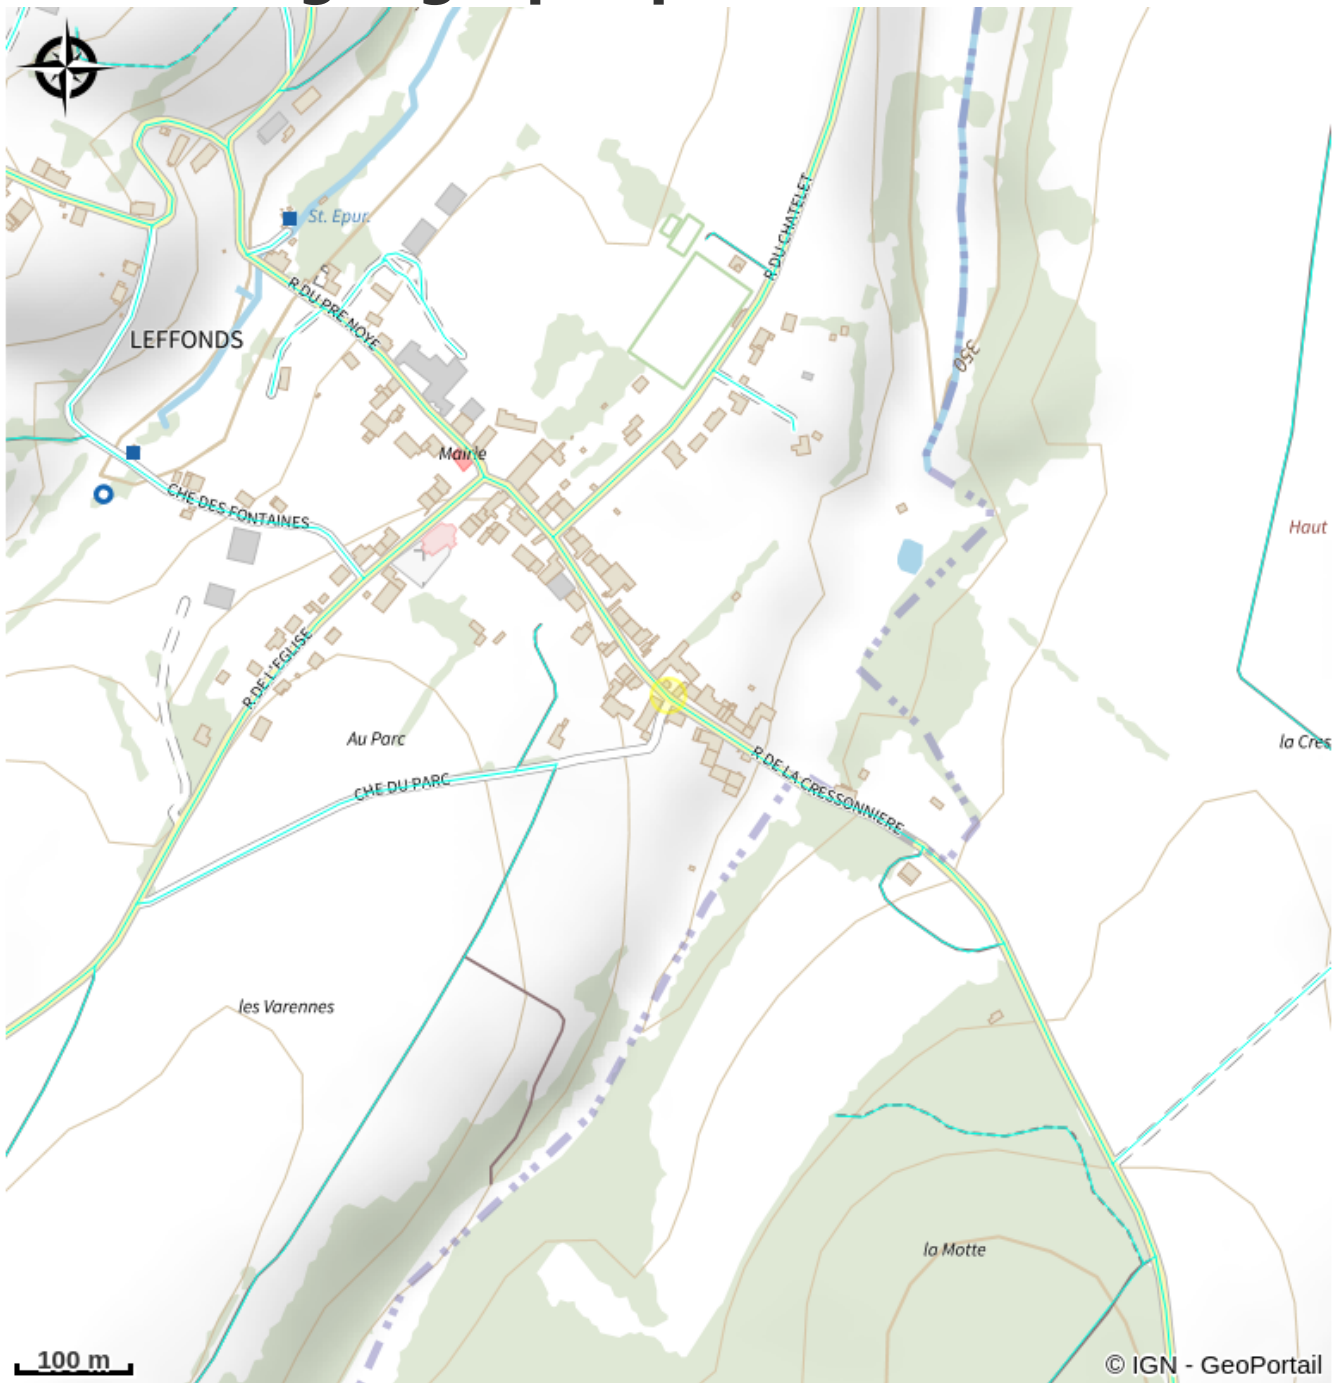 St. Epur.
R DU CHATELET
R DU PRE NOYE
LEFFONDS
350
Mairie
CHE DES FONTAINES
Haut
R DE L'EGLISE
Au Parc
la Cres
R DE LA CRESSONNIERE
CHE DU PARC
les Varennes
la Motte
100 m
© IGN - GeoPortail